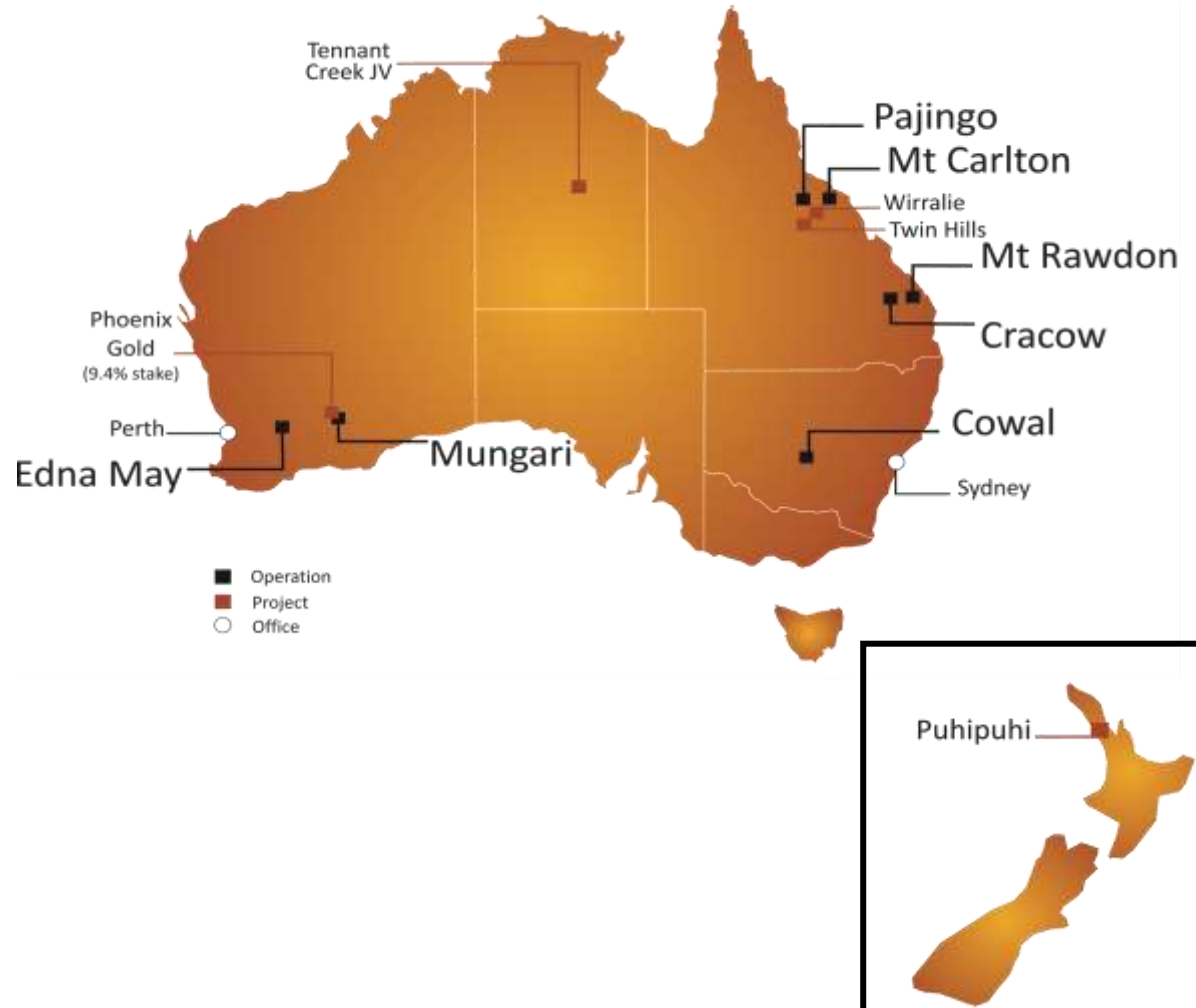 Tennant
Creek JV
Pajingo
Mt Carlton
Wirralie
Twin Hills
Mt Rawdon
Cracow
Phoenix
Gold
(9.4% stake)
Perth
Edna May
Mungari
Cowal
Sydney
Operation
Project
Office
Puhipuhi